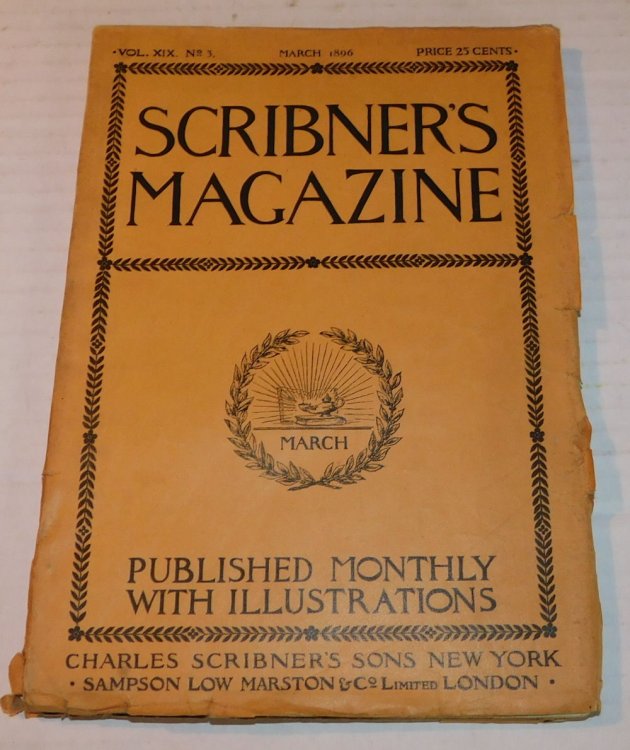 ·VOL. XIX. Nº 3. MARCH 1896 PRICE 25 CENTS·
SCRIBNER'S
MAGAZINE
MARCH
PUBLISHED MONTHLY
WITH ILLUSTRATIONS
CHARLES SCRIBNER'S SONS NEW YORK
· SAMPSON LOW MARSTON & Cº LIMITED LONDON ·